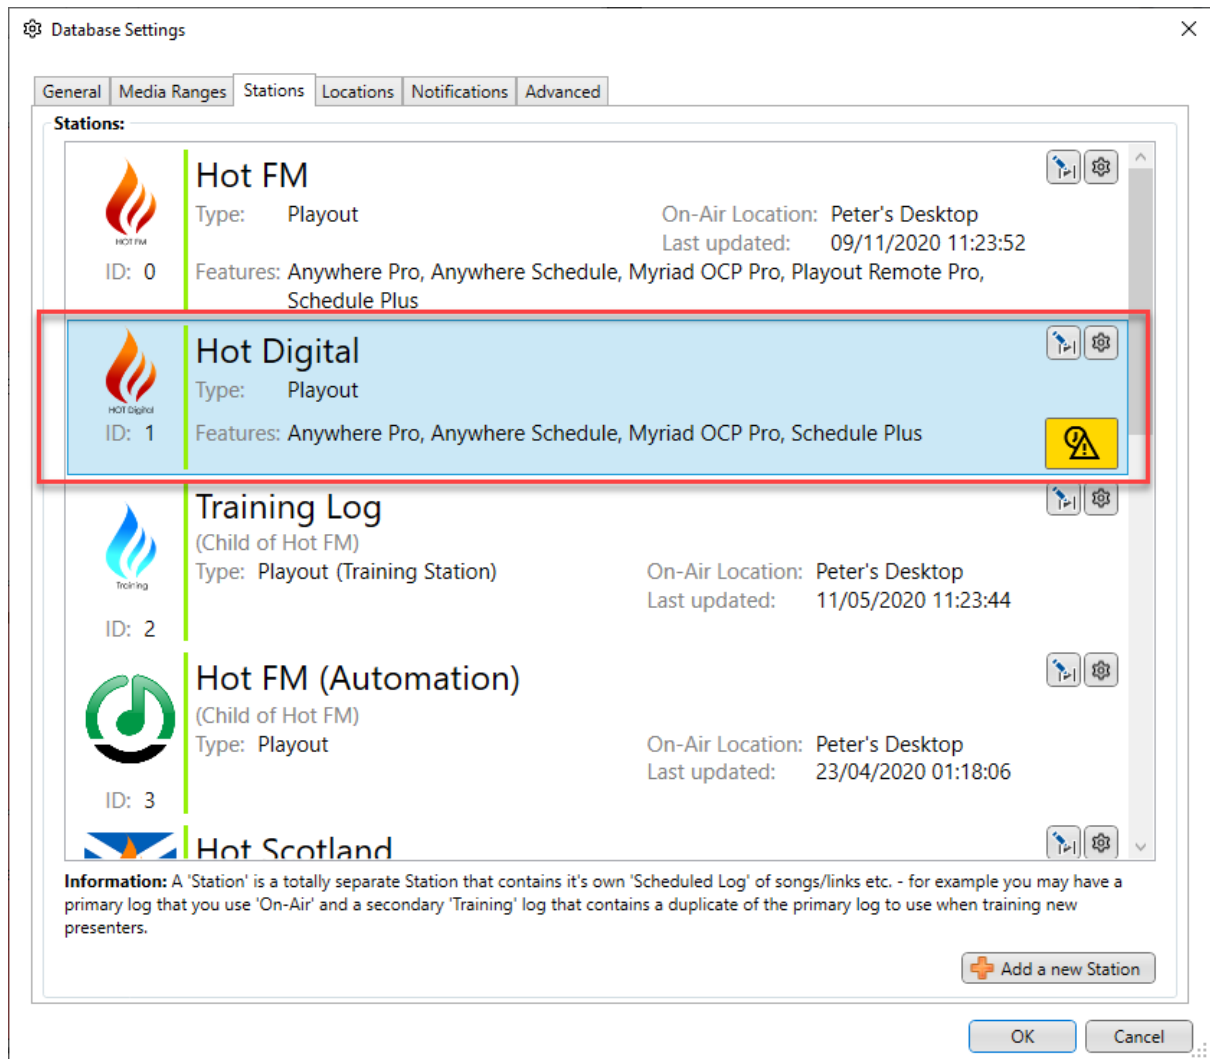 Database Settings
General Media Ranges Stations Locations Notifications Advanced
Stations:
Hot FM
Type: Playout On-Air Location: Peter's Desktop
Last updated: 09/11/2020 11:23:52
HOT FM
ID: 0 Features: Anywhere Pro, Anywhere Schedule, Myriad OCP Pro, Playout Remote Pro,
Schedule Plus
Hot Digital
Type: Playout
HOT Digital
ID: 1 Features: Anywhere Pro, Anywhere Schedule, Myriad OCP Pro, Schedule Plus
Training Log
(Child of Hot FM)
Type: Playout (Training Station) On-Air Location: Peter's Desktop
Training
Last updated: 11/05/2020 11:23:44
ID: 2
Hot FM (Automation)
(Child of Hot FM)
Type: Playout On-Air Location: Peter's Desktop
Last updated: 23/04/2020 01:18:06
ID: 3
Hot Scotland
Information: A 'Station' is a totally separate Station that contains it's own 'Scheduled Log' of songs/links etc. - for example you may have a
primary log that you use 'On-Air' and a secondary 'Training' log that contains a duplicate of the primary log to use when training new
presenters.
Add a new Station
OK Cancel